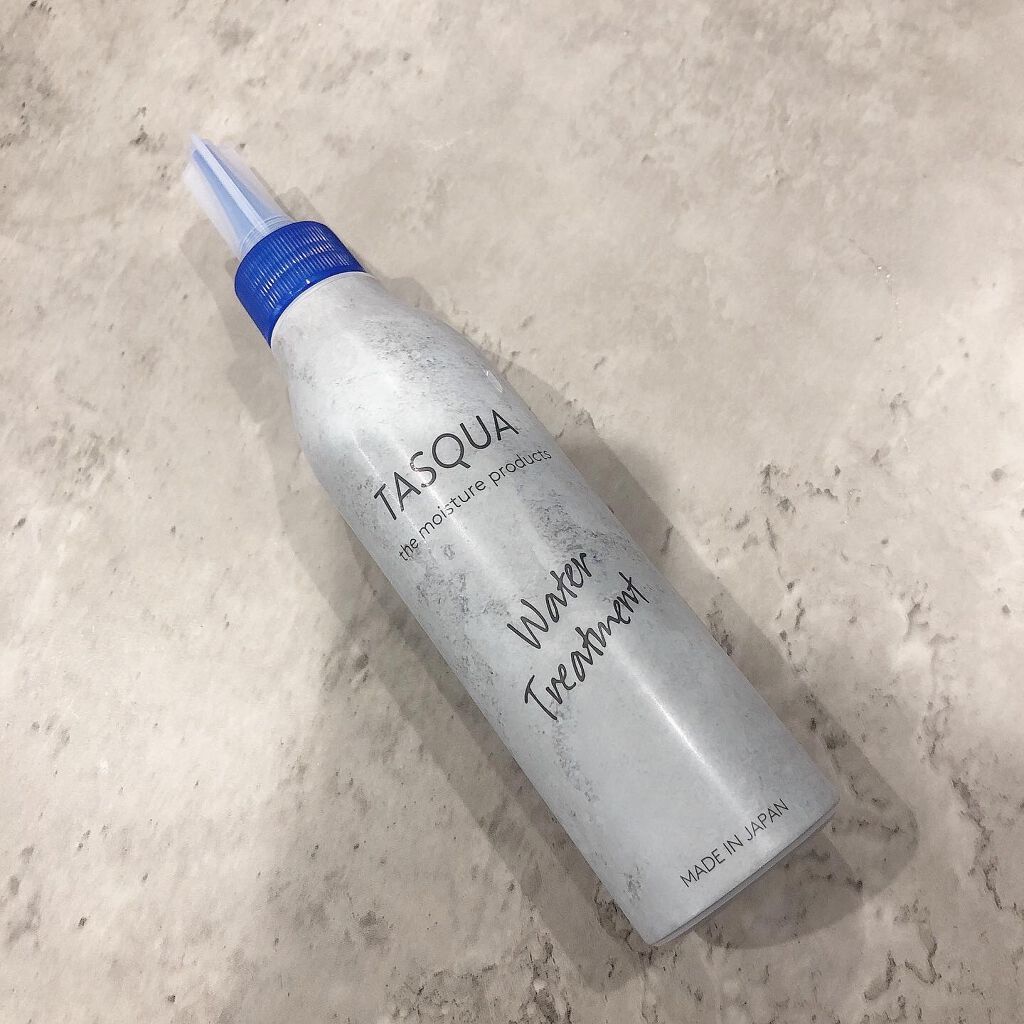 TASQUA
the moisture products
Water
Treatment
MADE IN JAPAN